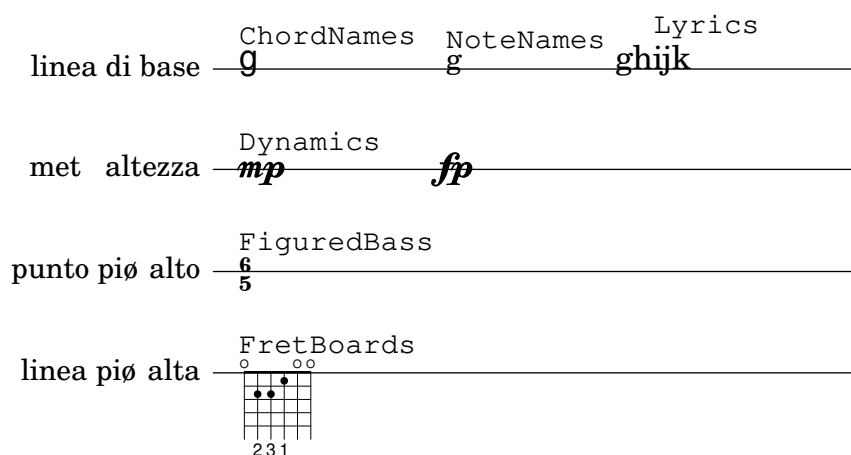 ChordNames NoteNames Lyrics
linea di base g g ghijk
Dynamics
met altezza mp fp
FiguredBass
punto piø alto 6
5
FretBoards
linea piø alta o oo
231